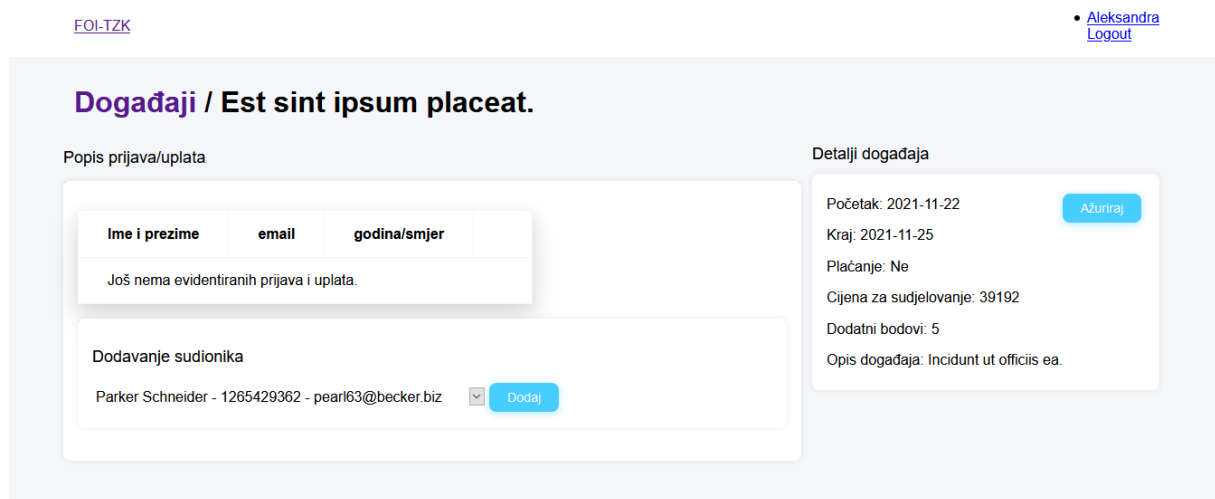 FOI-TZK
Aleksandra
Logout
Događaji / Est sint ipsum placeat.
Popis prijava/uplata
Ime i prezime email godina/smjer
Još nema evidentiranih prijava i uplata.
Dodavanje sudionika
Parker Schneider - 1265429362 - pearl63@becker.biz Dodaj
Detalji događaja
Početak: 2021-11-22 Ažuriraj
Kraj: 2021-11-25
Plaćanje: Ne
Cijena za sudjelovanje: 39192
Dodatni bodovi: 5
Opis događaja: Incidunt ut officiis ea.